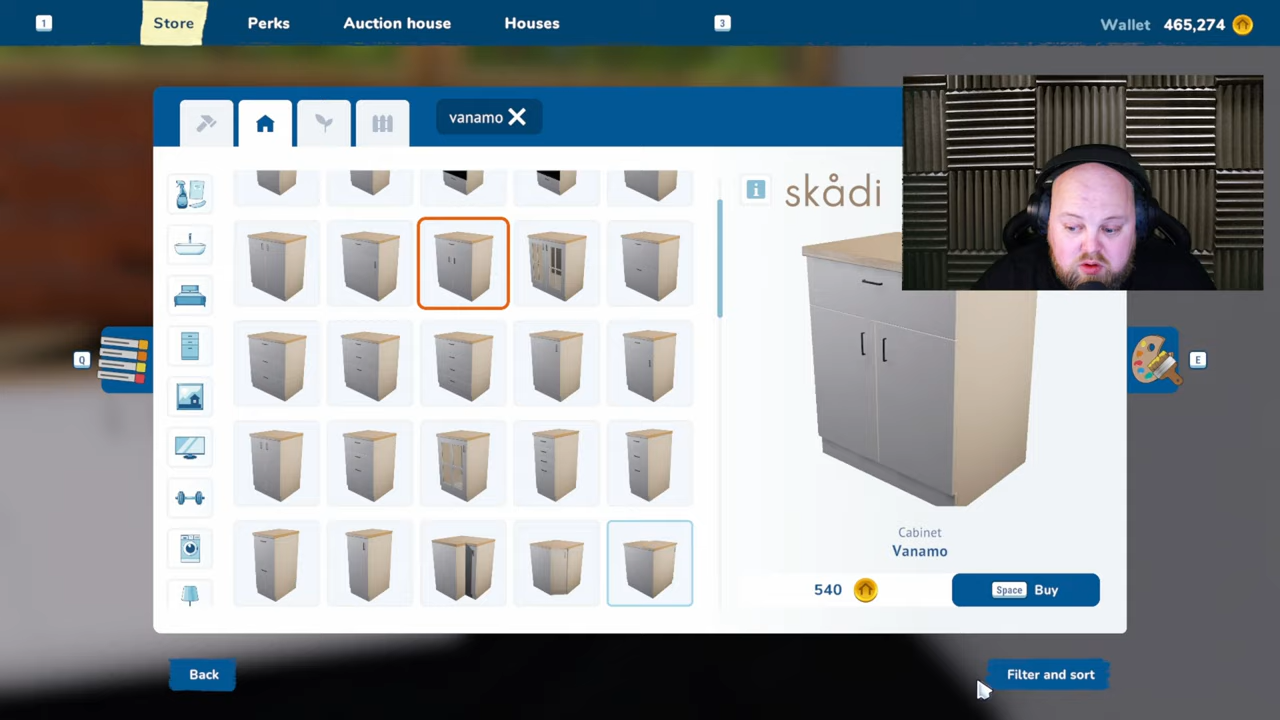 1
Store
Perks
Auction house
Houses
3
Wallet 465,274
vanamo
skådi
Q
E
Cabinet
Vanamo
540
Space Buy
Back
Filter and sort